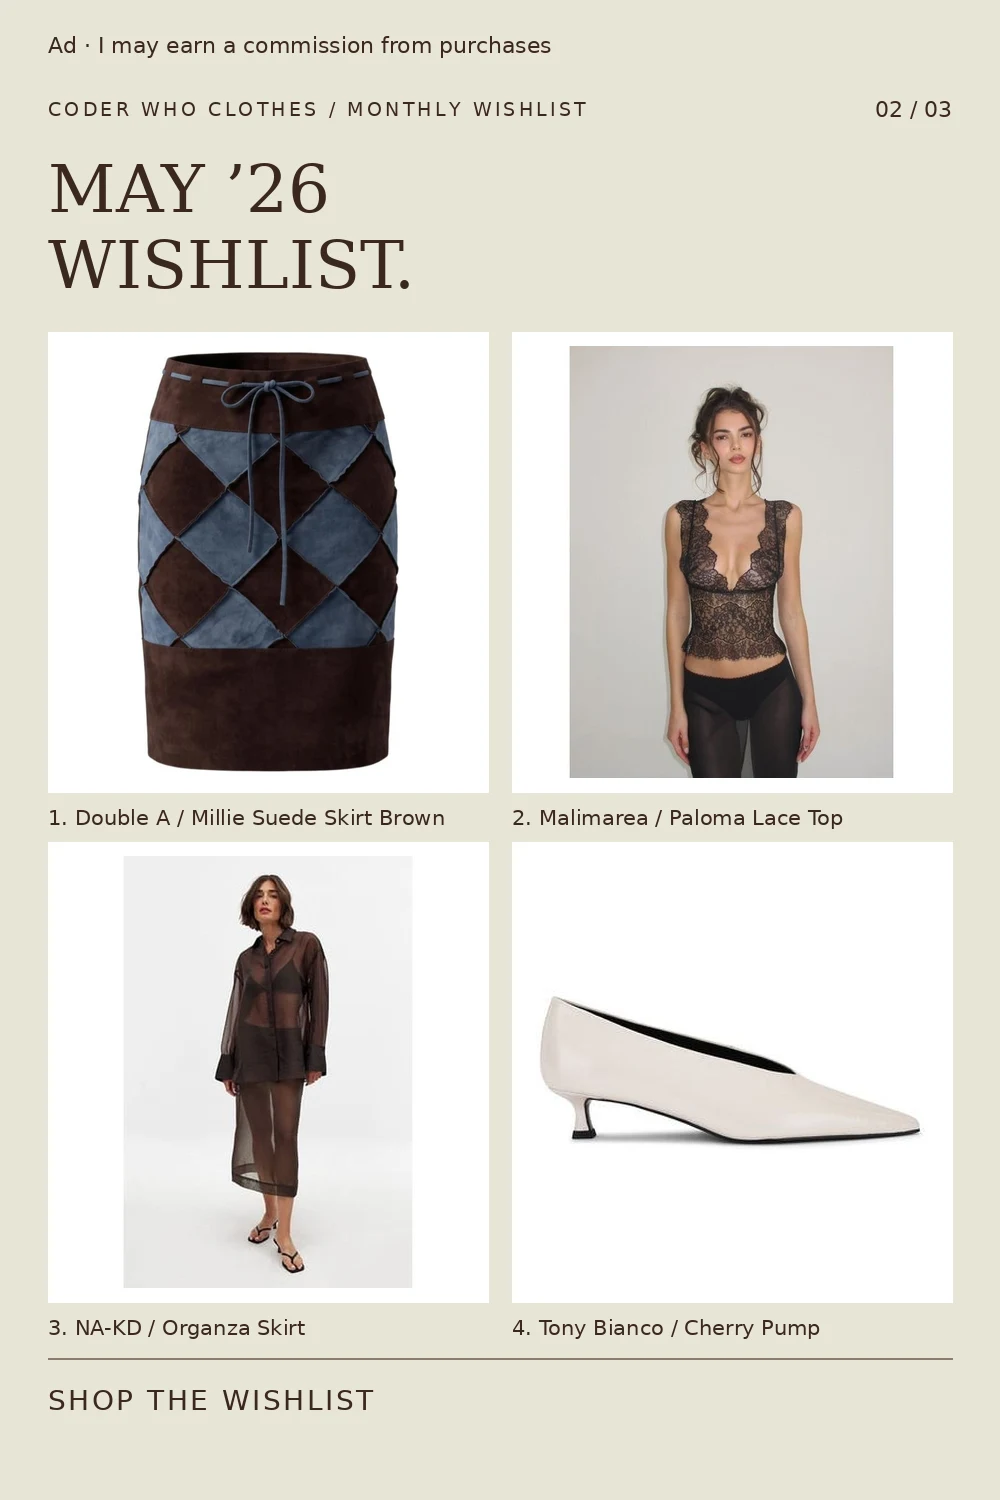 Ad · I may earn a commission from purchases
CODER WHO CLOTHES / MONTHLY WISHLIST
02 / 03
MAY ’26
WISHLIST.
1. Double A / Millie Suede Skirt Brown
2. Malimarea / Paloma Lace Top
3. NA-KD / Organza Skirt
4. Tony Bianco / Cherry Pump
SHOP THE WISHLIST